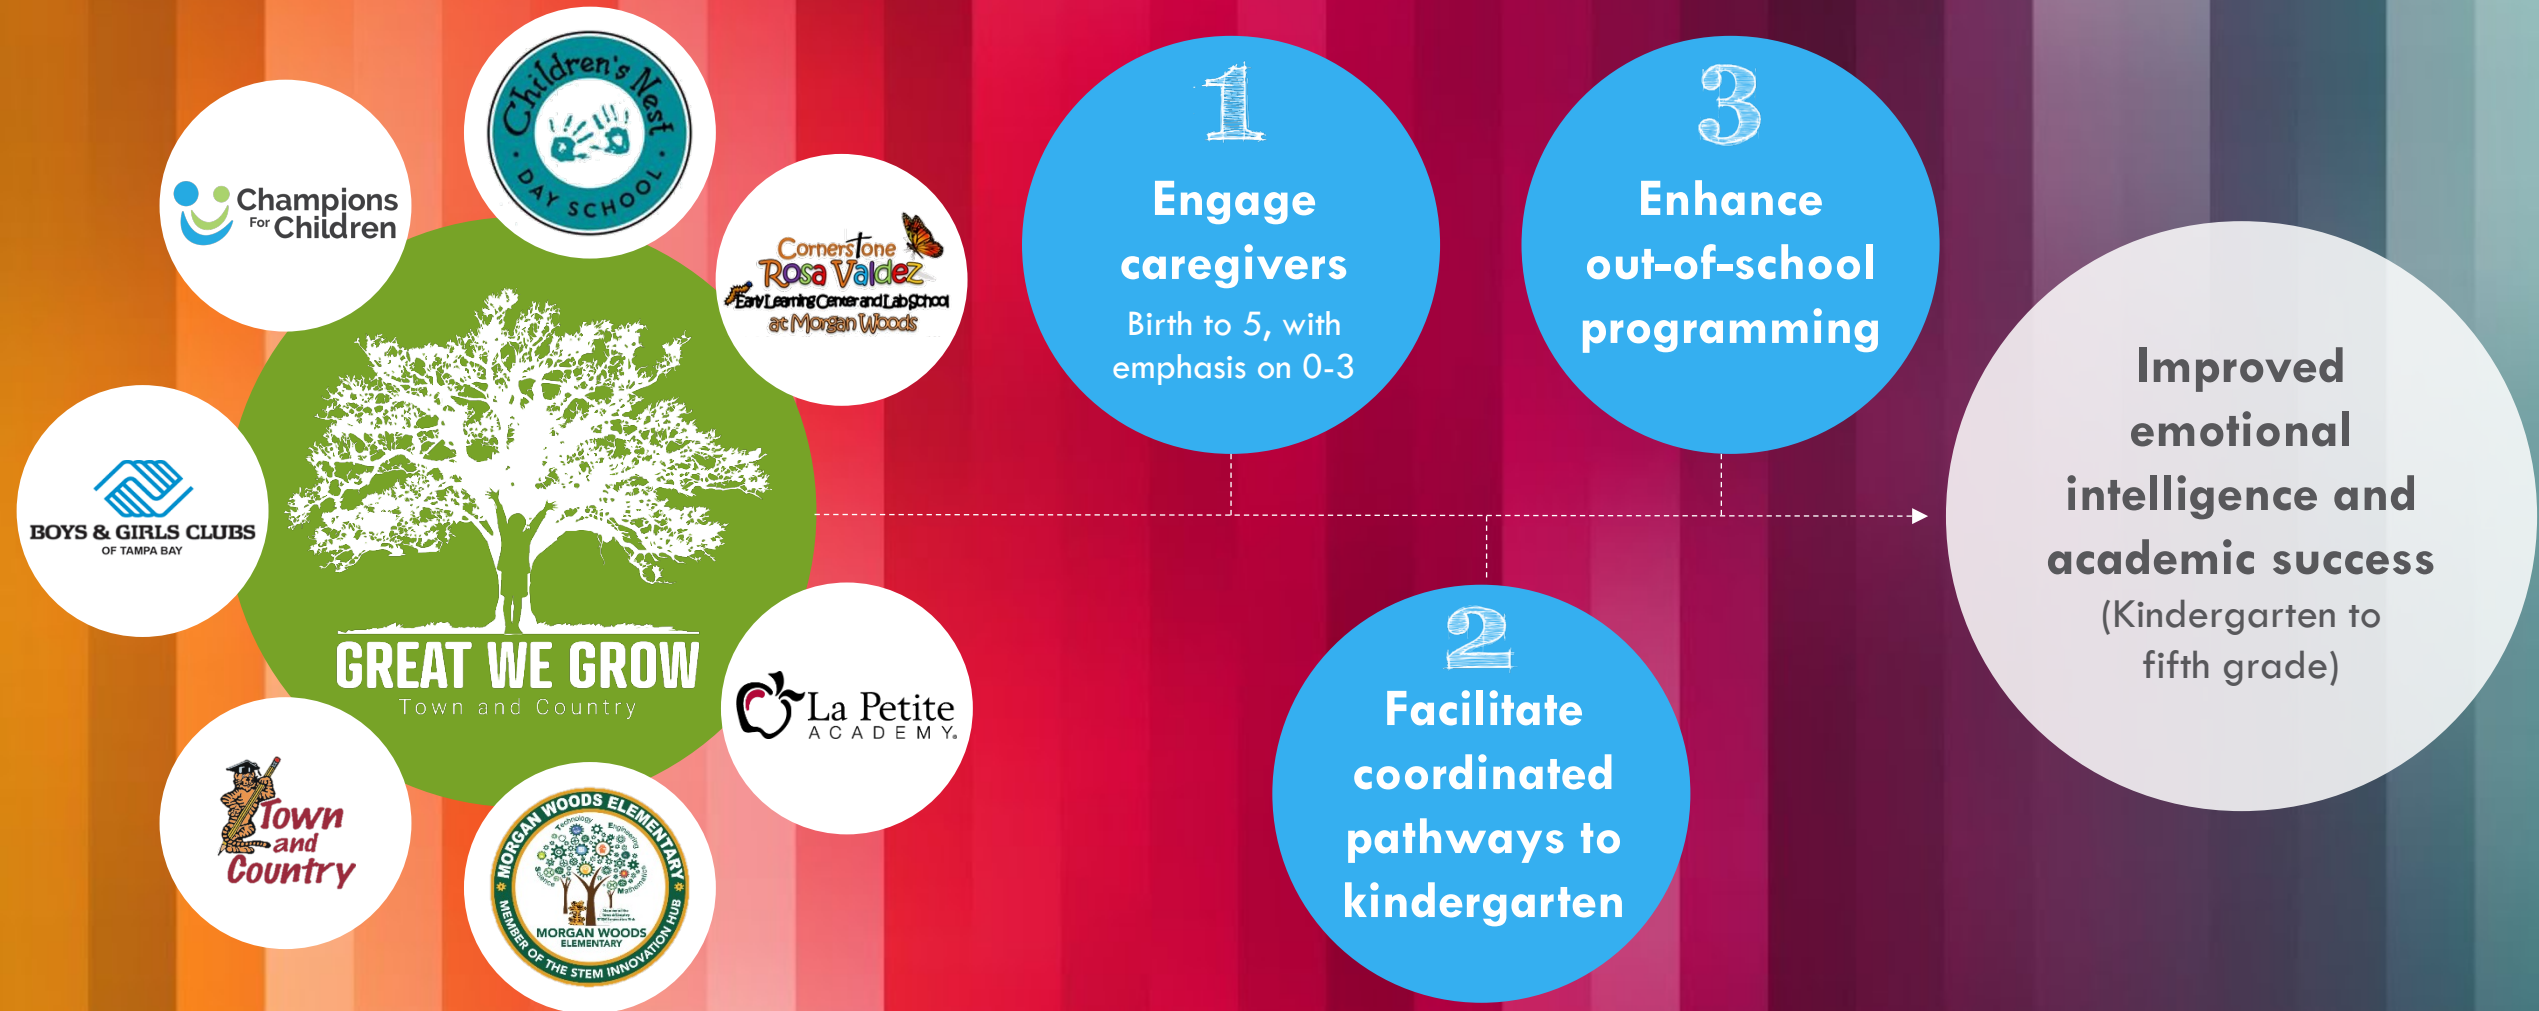 Champions
For Children
Children's Nest
DAY SCHOOL
Cornerstone
Rosa Valdez
Early Learning Center and Lab School
at Morgan Woods
BOYS & GIRLS CLUBS
OF TAMPA BAY
GREAT WE GROW
Town and Country
La Petite
ACADEMY®
Town
and
Country
MORGAN WOODS ELEMENTARY
Science
Technology
Engineering
Mathematics
MORGAN WOODS
ELEMENTARY
MEMBER OF THE STEM INNOVATION HUB
1
Engage
caregivers
Birth to 5, with
emphasis on 0-3
2
Facilitate
coordinated
pathways to
kindergarten
3
Enhance
out-of-school
programming
Improved
emotional
intelligence and
academic success
(Kindergarten to
fifth grade)